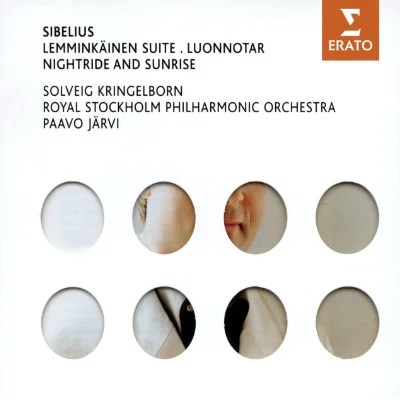 SIBELIUS
LEMMINKÄINEN SUITE . LUONNOTAR
NIGHTRIDE AND SUNRISE
SOLVEIG KRINGELBORN
ROYAL STOCKHOLM PHILHARMONIC ORCHESTRA
PAAVO JÄRVI
ERATO